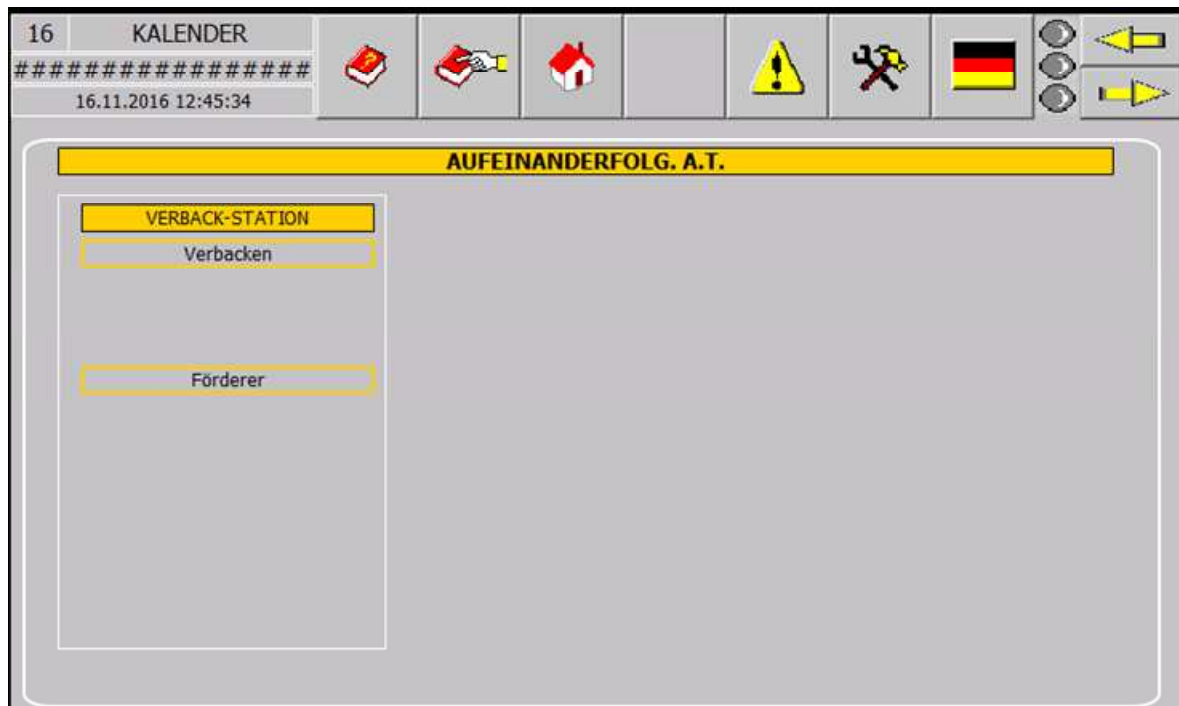 16 KALENDER
#################
16.11.2016 12:45:34
AUFEINANDERFOLG. A.T.
VERBACK-STATION
Verbacken
Förderer